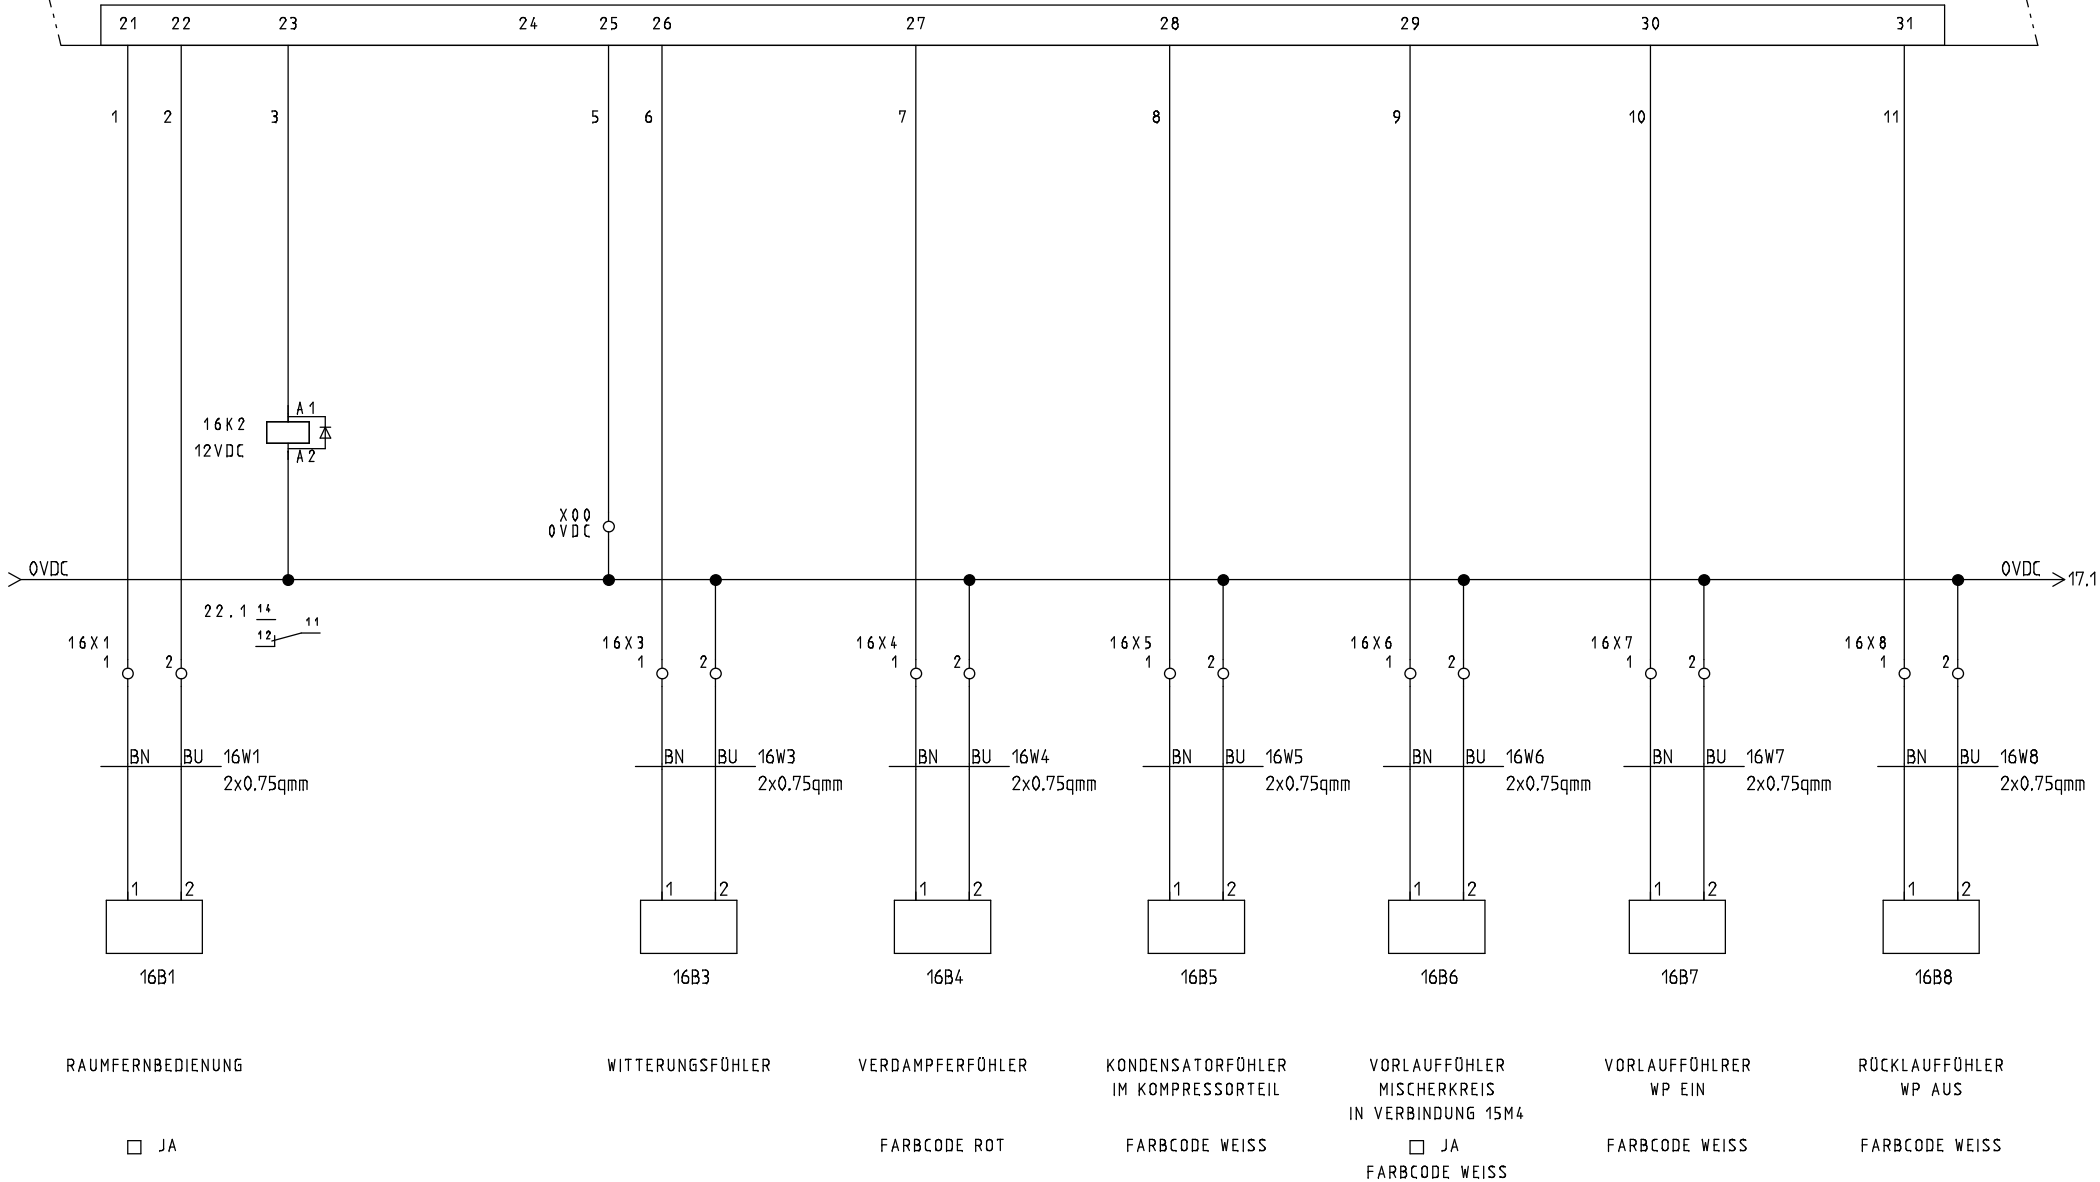 21 22 23 24 25 26 27 28 29 30 31
1 2 3 5 6 7 8 9 10 11
A1
16K2
12VDC
A2
X00
0VDC
0VDC 0VDC 17.1
22.1 14
11
12
16X1 16X3 16X4 16X5 16X6 16X7 16X8
1 2 1 2 1 2 1 2 1 2 1 2 1 2
BN BU 16W1 BN BU 16W3 BN BU 16W4 BN BU 16W5 BN BU 16W6 BN BU 16W7 BN BU 16W8
2x0.75qmm 2x0.75qmm 2x0.75qmm 2x0.75qmm 2x0.75qmm 2x0.75qmm 2x0.75qmm
1 2 1 2 1 2 1 2 1 2 1 2 1 2
16B1 16B3 16B4 16B5 16B6 16B7 16B8
RAUMFERNBEDIENUNG WITTERUNGSFÜHLER VERDAMPFERFÜHLER KONDENSATORFÜHLER VORLAUFFÜHLER VORLAUFFÜHLRER RÜCKLAUFFÜHLER
IM KOMPRESSORTEIL MISCHERKREIS WP EIN WP AUS
IN VERBINDUNG 15M4
JA FARBCODE ROT FARBCODE WEISS JA FARBCODE WEISS FARBCODE WEISS
FARBCODE WEISS